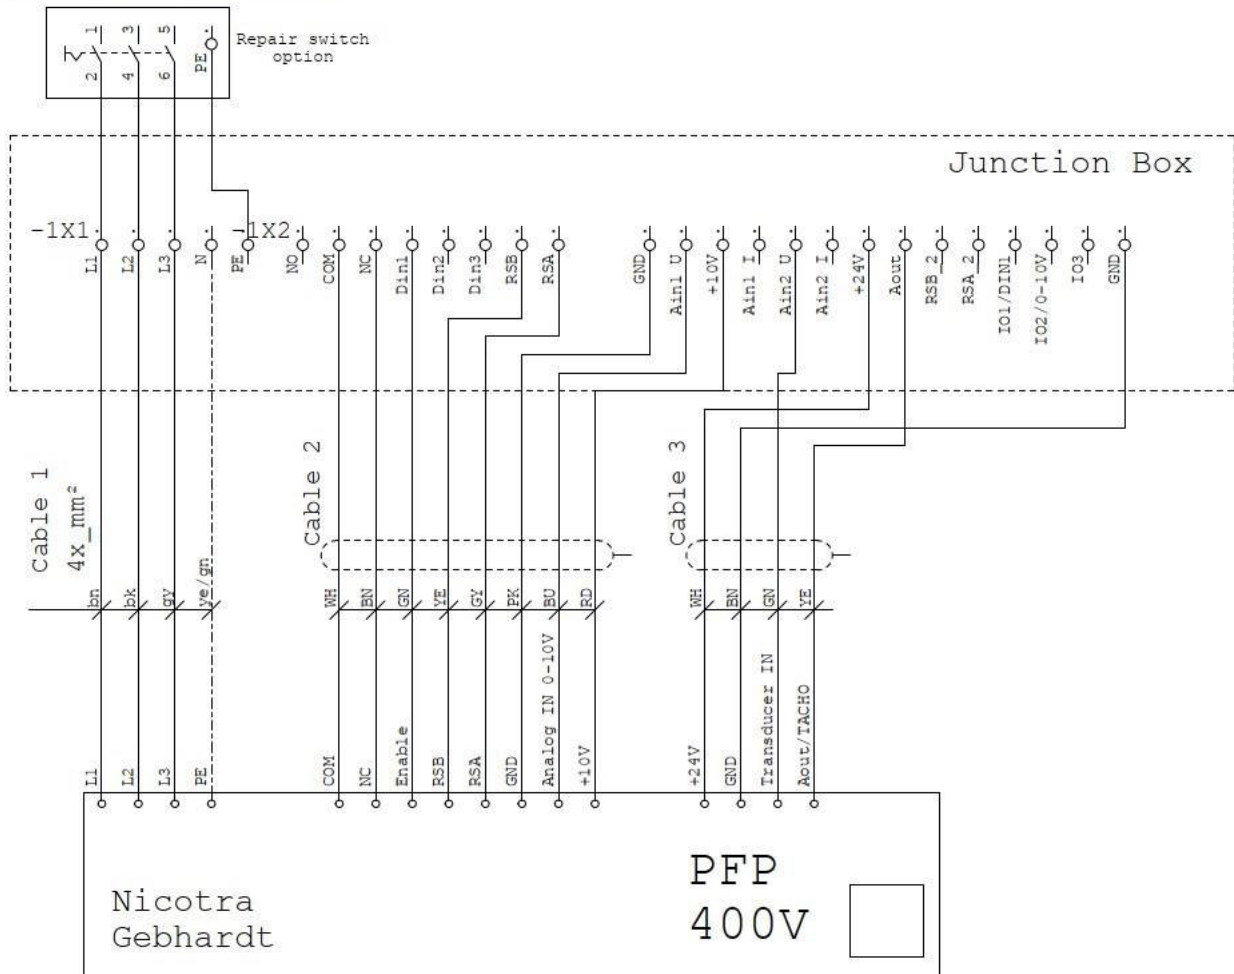 1 3 5 PE
2 4 6
Repair switch
option
Junction Box
-1X1
L1
L2
L3
N
PE
-1X2
NO
COM
NC
Din1
Din2
Din3
RSB
RSA
GND
Ain1 U
+10V
Ain1 I
Ain2 U
Ain2 I
+24V
Aout
RSB_2
RSA_2
IO1/DIN1
IO2/0-10V
IO3
GND
Cable 1
4x_mm²
bn
bk
gy
ye/gn
Cable 2
WH
BN
GN
YE
GY
PK
BU
RD
Cable 3
WH
BN
GN
YE
L1
L2
L3
PE
COM
NC
Enable
RSB
RSA
GND
Analog IN 0-10V
+10V
+24V
GND
Transducer IN
Aout/TACHO
Nicotra
Gebhardt
PFP
400V